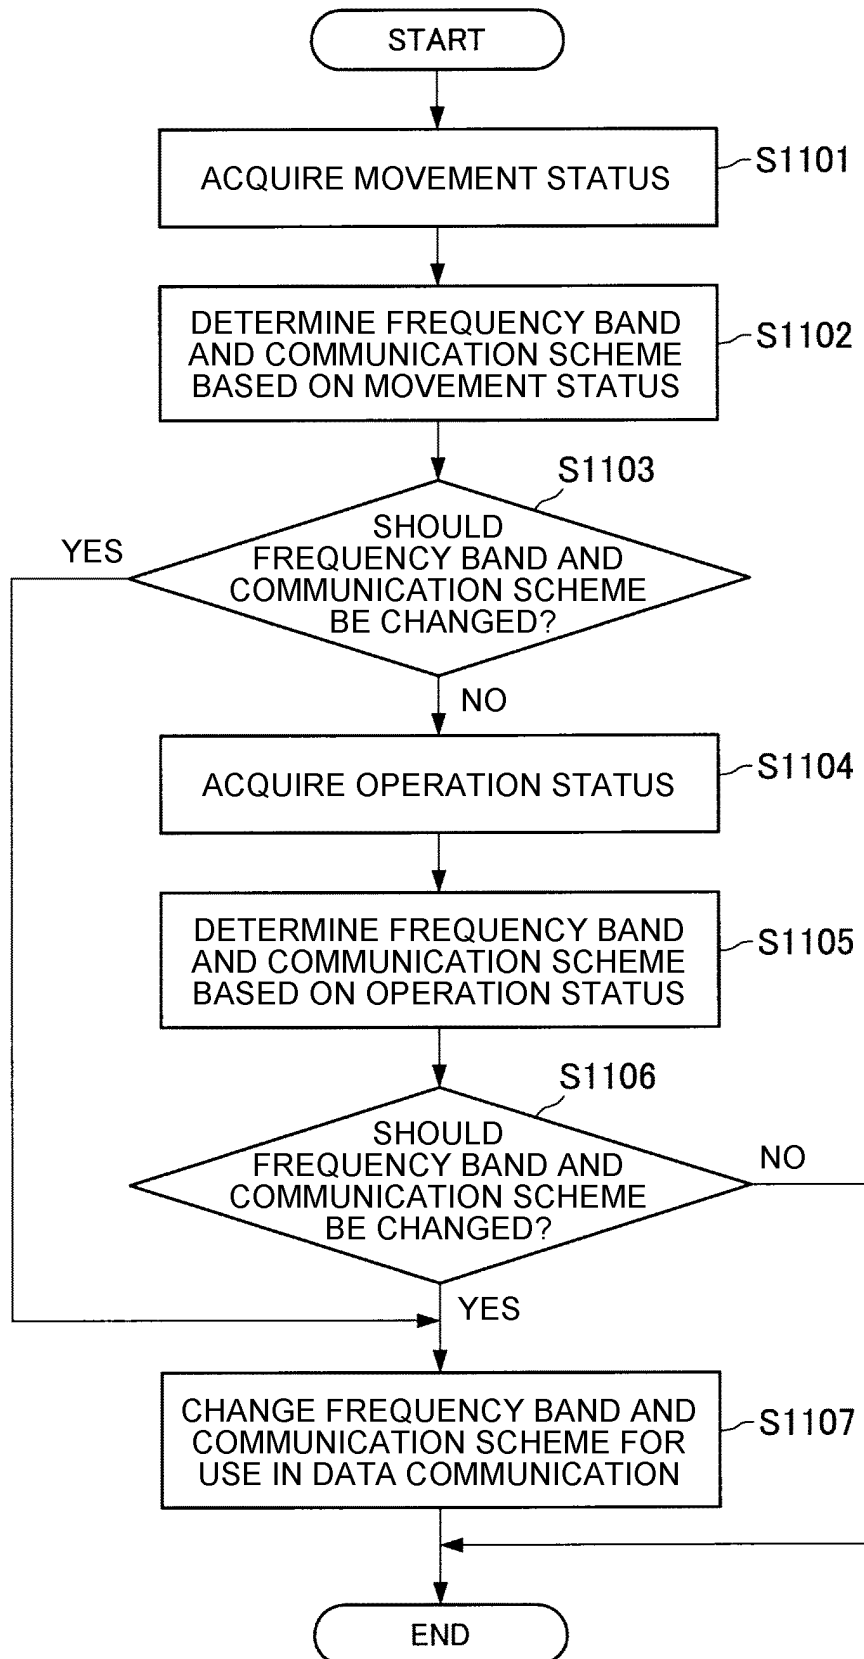 START
ACQUIRE MOVEMENT STATUS
S1101
DETERMINE FREQUENCY BAND
AND COMMUNICATION SCHEME
BASED ON MOVEMENT STATUS
S1102
S1103
SHOULD
FREQUENCY BAND AND
COMMUNICATION SCHEME
BE CHANGED?
YES
NO
ACQUIRE OPERATION STATUS
S1104
DETERMINE FREQUENCY BAND
AND COMMUNICATION SCHEME
BASED ON OPERATION STATUS
S1105
S1106
SHOULD
FREQUENCY BAND AND
COMMUNICATION SCHEME
BE CHANGED?
NO
YES
CHANGE FREQUENCY BAND AND
COMMUNICATION SCHEME FOR
USE IN DATA COMMUNICATION
S1107
END